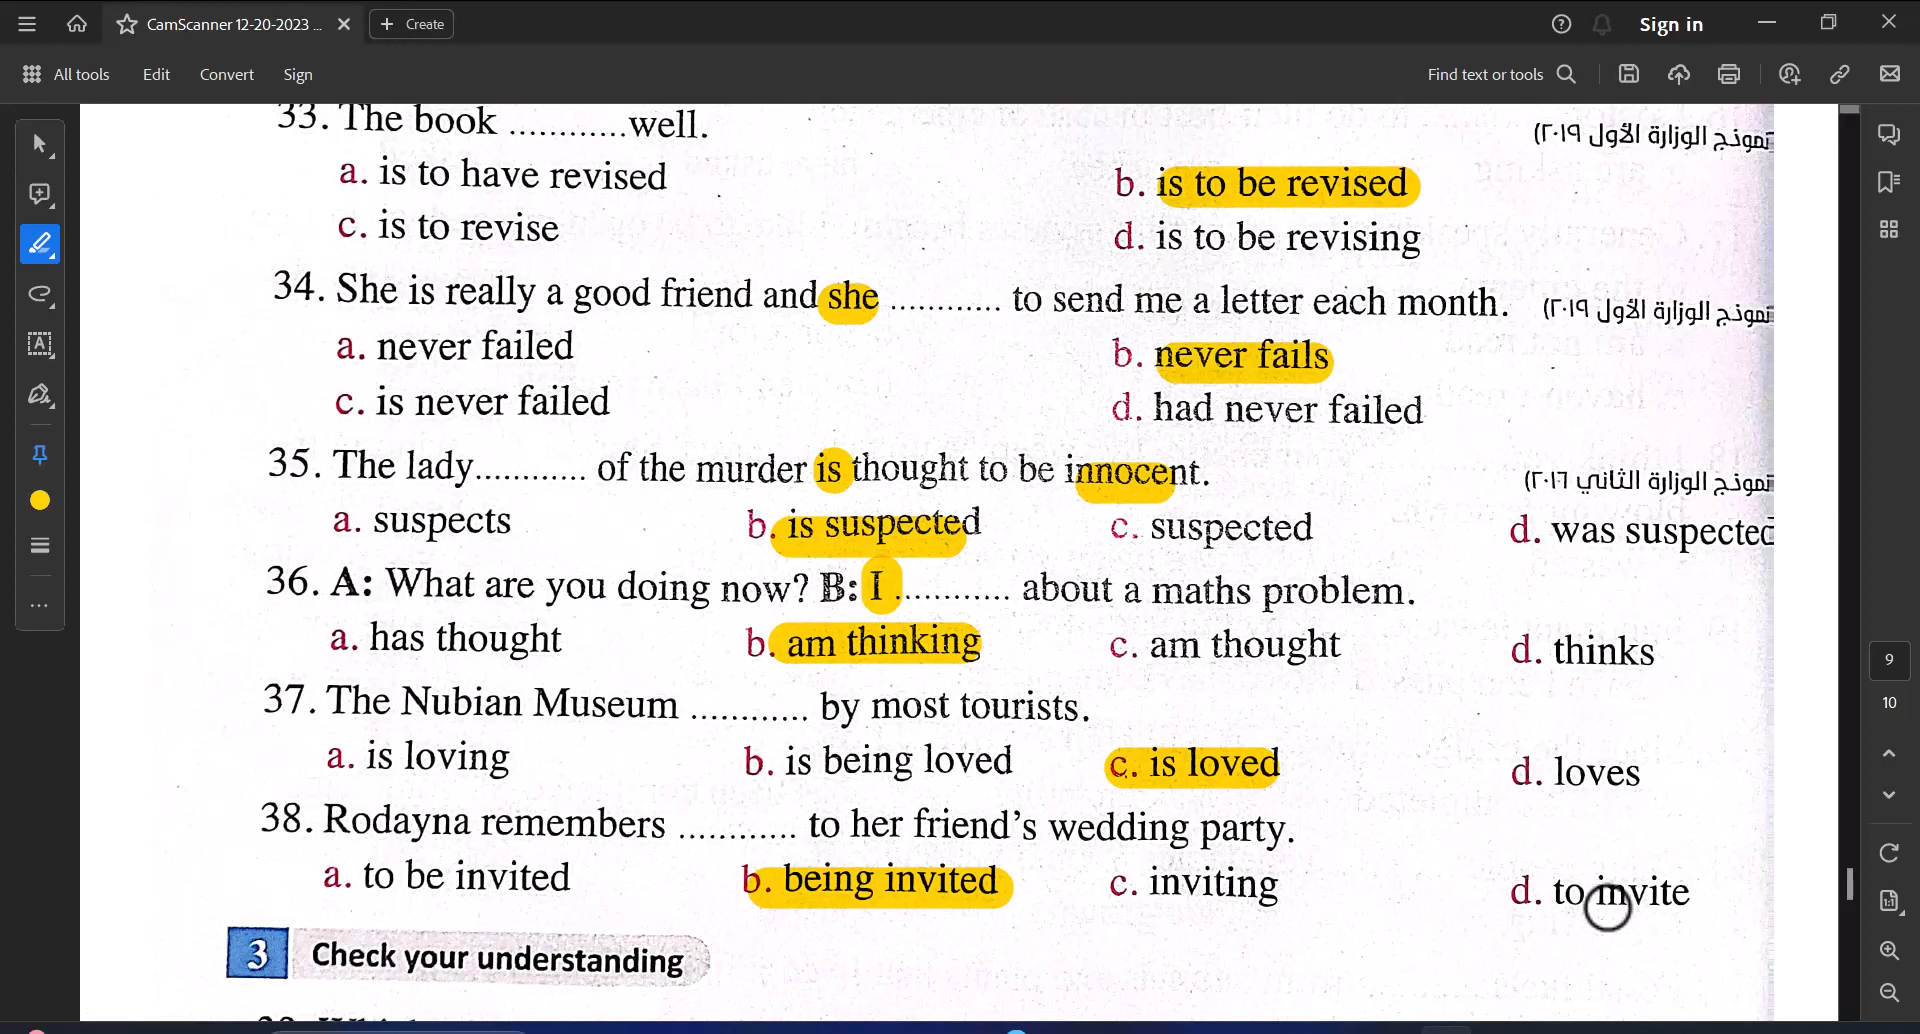 CamScanner 12-20-2023 ...
Create
Sign in
All tools
Edit
Convert
Sign
Find text or tools
33. The book ............well.
نموذج الوزارة الأول ٢٠١٩)
a. is to have revised
b. is to be revised
c. is to revise
d. is to be revising
34. She is really a good friend and she ............ to send me a letter each month.
نموذج الوزارة الأول ٢٠١٩)
a. never failed
b. never fails
c. is never failed
d. had never failed
35. The lady............ of the murder is thought to be innocent.
نموذج الوزارة الثاني ٢٠١٦)
a. suspects
b. is suspected
c. suspected
d. was suspected
36. A: What are you doing now? B: I ............ about a maths problem.
a. has thought
b. am thinking
c. am thought
d. thinks
37. The Nubian Museum ............ by most tourists.
a. is loving
b. is being loved
c. is loved
d. loves
38. Rodayna remembers ............ to her friend's wedding party.
a. to be invited
b. being invited
c. inviting
d. to invite
3 Check your understanding
9
10
1:1